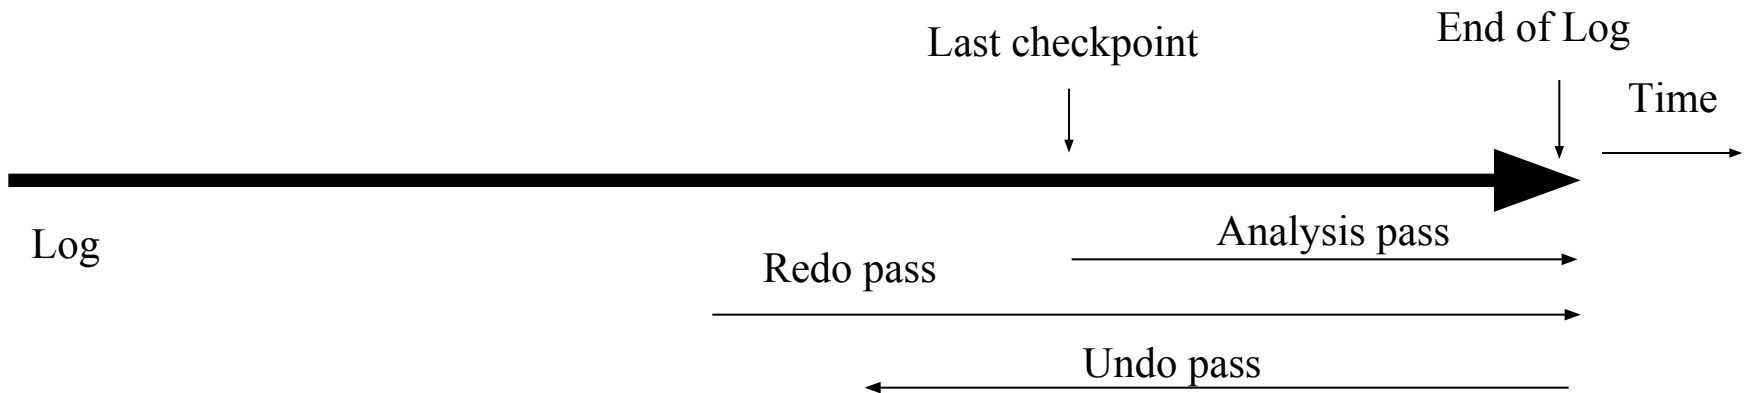 Last checkpoint
End of Log
Time
Log
Analysis pass
Redo pass
Undo pass